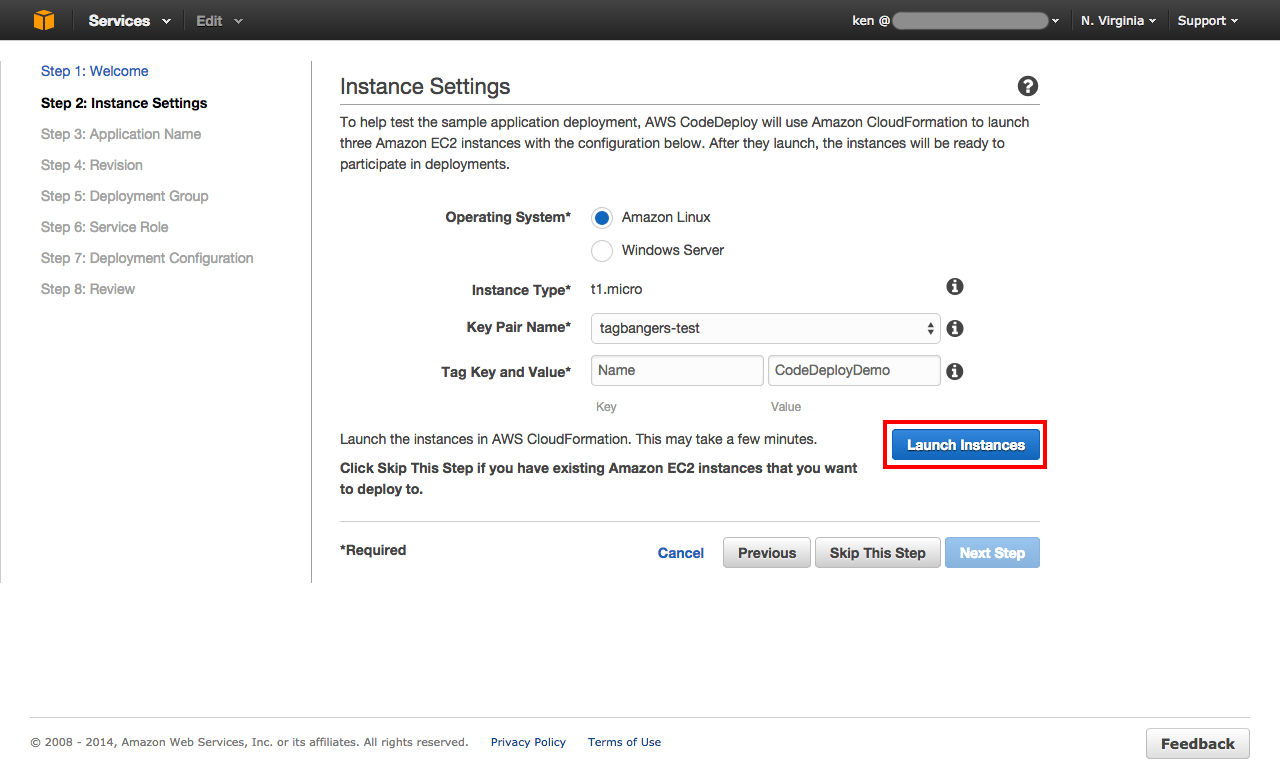 Services Edit ken @ N. Virginia Support
Step 1: Welcome
Step 2: Instance Settings
Step 3: Application Name
Step 4: Revision
Step 5: Deployment Group
Step 6: Service Role
Step 7: Deployment Configuration
Step 8: Review
Instance Settings
To help test the sample application deployment, AWS CodeDeploy will use Amazon CloudFormation to launch
three Amazon EC2 instances with the configuration below. After they launch, the instances will be ready to
participate in deployments.
Operating System* Amazon Linux
Windows Server
Instance Type* t1.micro
Key Pair Name* tagbangers-test
Tag Key and Value* Name CodeDeployDemo
Key Value
Launch the instances in AWS CloudFormation. This may take a few minutes.
Launch Instances
Click Skip This Step if you have existing Amazon EC2 instances that you want
to deploy to.
*Required Cancel Previous Skip This Step Next Step
© 2008 - 2014, Amazon Web Services, Inc. or its affiliates. All rights reserved. Privacy Policy Terms of Use Feedback